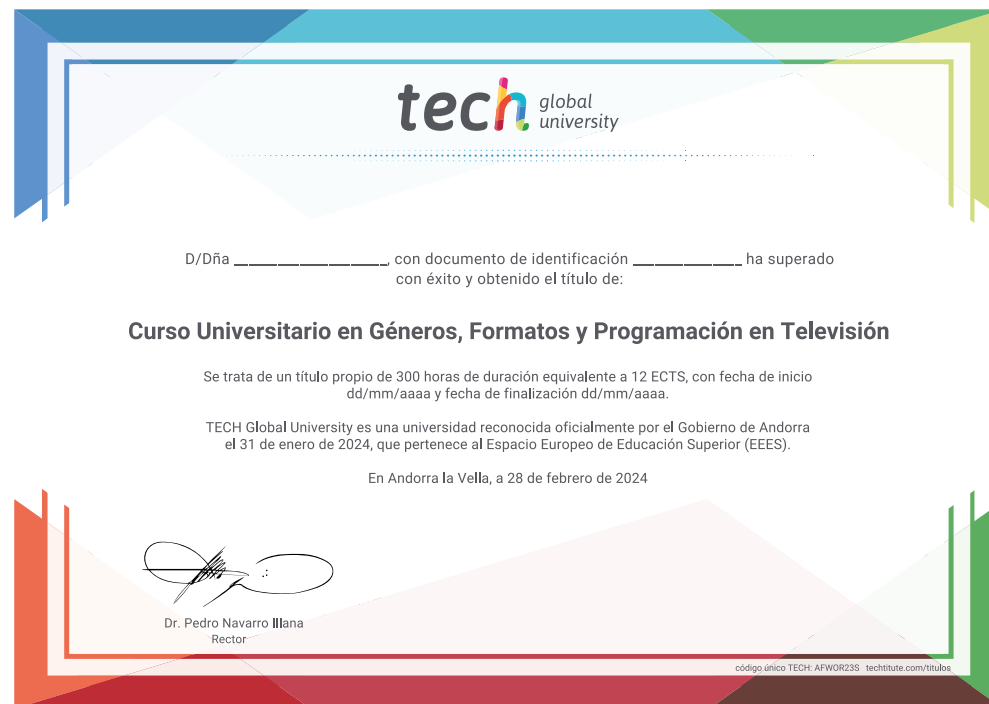 tech global university
D/Dña ____________________, con documento de identificación ______________ ha superado
con éxito y obtenido el título de:
Curso Universitario en Géneros, Formatos y Programación en Televisión
Se trata de un título propio de 300 horas de duración equivalente a 12 ECTS, con fecha de inicio
dd/mm/aaaa y fecha de finalización dd/mm/aaaa.
TECH Global University es una universidad reconocida oficialmente por el Gobierno de Andorra
el 31 de enero de 2024, que pertenece al Espacio Europeo de Educación Superior (EEES).
En Andorra la Vella, a 28 de febrero de 2024
Dr. Pedro Navarro Illana
Rector
código único TECH: AFWOR23S techtitute.com/titulos